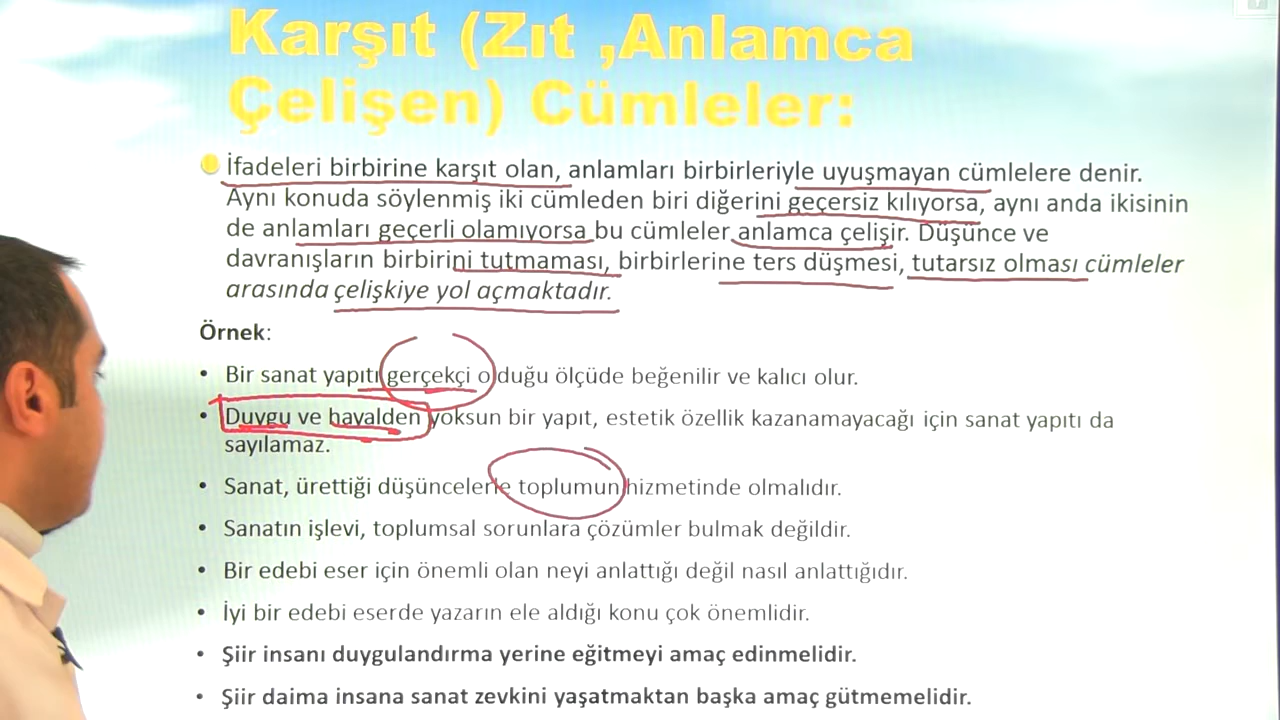 Karşıt (Zıt ,Anlamca
Çelişen) Cümleler:
İfadeleri birbirine karşıt olan, anlamları birbirleriyle uyuşmayan cümlelere denir.
Aynı konuda söylenmiş iki cümleden biri diğerini geçersiz kılıyorsa, aynı anda ikisinin
de anlamları geçerli olamıyorsa bu cümleler anlamca çelişir. Düşünce ve
davranışların birbirini tutmaması, birbirlerine ters düşmesi, tutarsız olması cümleler
arasında çelişkiye yol açmaktadır.
Örnek:
• Bir sanat yapıtı gerçekçi olduğu ölçüde beğenilir ve kalıcı olur.
• Duygu ve hayalden yoksun bir yapıt, estetik özellik kazanamayacağı için sanat yapıtı da
sayılamaz.
• Sanat, ürettiği düşüncelerle toplumun hizmetinde olmalıdır.
• Sanatın işlevi, toplumsal sorunlara çözümler bulmak değildir.
• Bir edebi eser için önemli olan neyi anlattığı değil nasıl anlattığıdır.
• İyi bir edebi eserde yazarın ele aldığı konu çok önemlidir.
• Şiir insanı duygulandırma yerine eğitmeyi amaç edinmelidir.
• Şiir daima insana sanat zevkini yaşatmaktan başka amaç gütmemelidir.